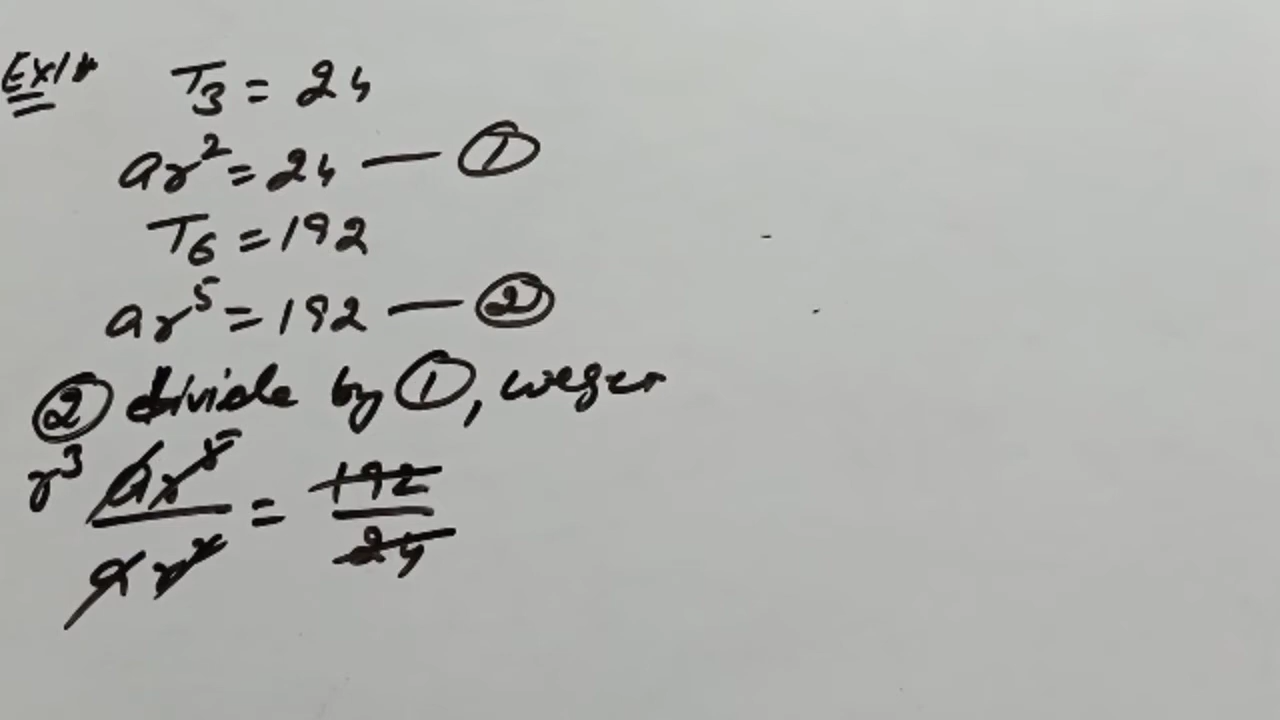 T₃ = 24
ar² = 24 — ①
T₆ = 192
ar⁵ = 192 — ②
② divide by ①, we get
r³ ar⁵/ar² = 192/24